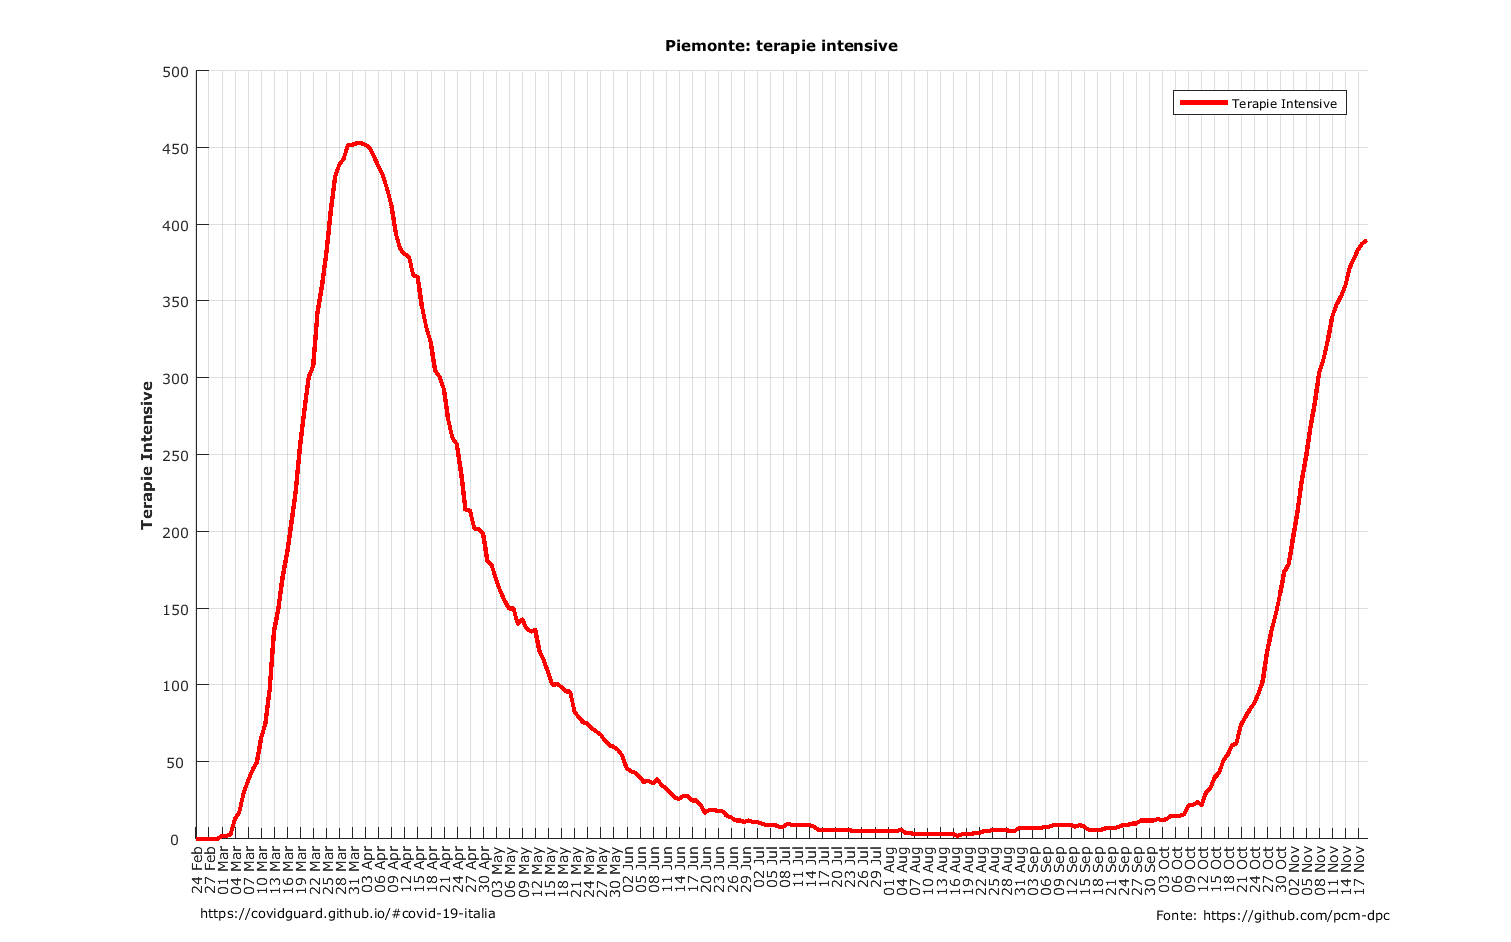 Piemonte: terapie intensive
Terapie Intensive
500
450
400
350
300
250
200
150
100
50
0
Terapie Intensive
24 Feb
27 Feb
01 Mar
04 Mar
07 Mar
10 Mar
13 Mar
16 Mar
19 Mar
22 Mar
25 Mar
28 Mar
31 Mar
03 Apr
06 Apr
09 Apr
12 Apr
15 Apr
18 Apr
21 Apr
24 Apr
27 Apr
30 Apr
03 May
06 May
09 May
12 May
15 May
18 May
21 May
24 May
27 May
30 May
02 Jun
05 Jun
08 Jun
11 Jun
14 Jun
17 Jun
20 Jun
23 Jun
26 Jun
29 Jun
02 Jul
05 Jul
08 Jul
11 Jul
14 Jul
17 Jul
20 Jul
23 Jul
26 Jul
29 Jul
01 Aug
04 Aug
07 Aug
10 Aug
13 Aug
16 Aug
19 Aug
22 Aug
25 Aug
28 Aug
31 Aug
03 Sep
06 Sep
09 Sep
12 Sep
15 Sep
18 Sep
21 Sep
24 Sep
27 Sep
30 Sep
03 Oct
06 Oct
09 Oct
12 Oct
15 Oct
18 Oct
21 Oct
24 Oct
27 Oct
30 Oct
02 Nov
05 Nov
08 Nov
11 Nov
14 Nov
17 Nov
https://covidguard.github.io/#covid-19-italia
Fonte: https://github.com/pcm-dpc